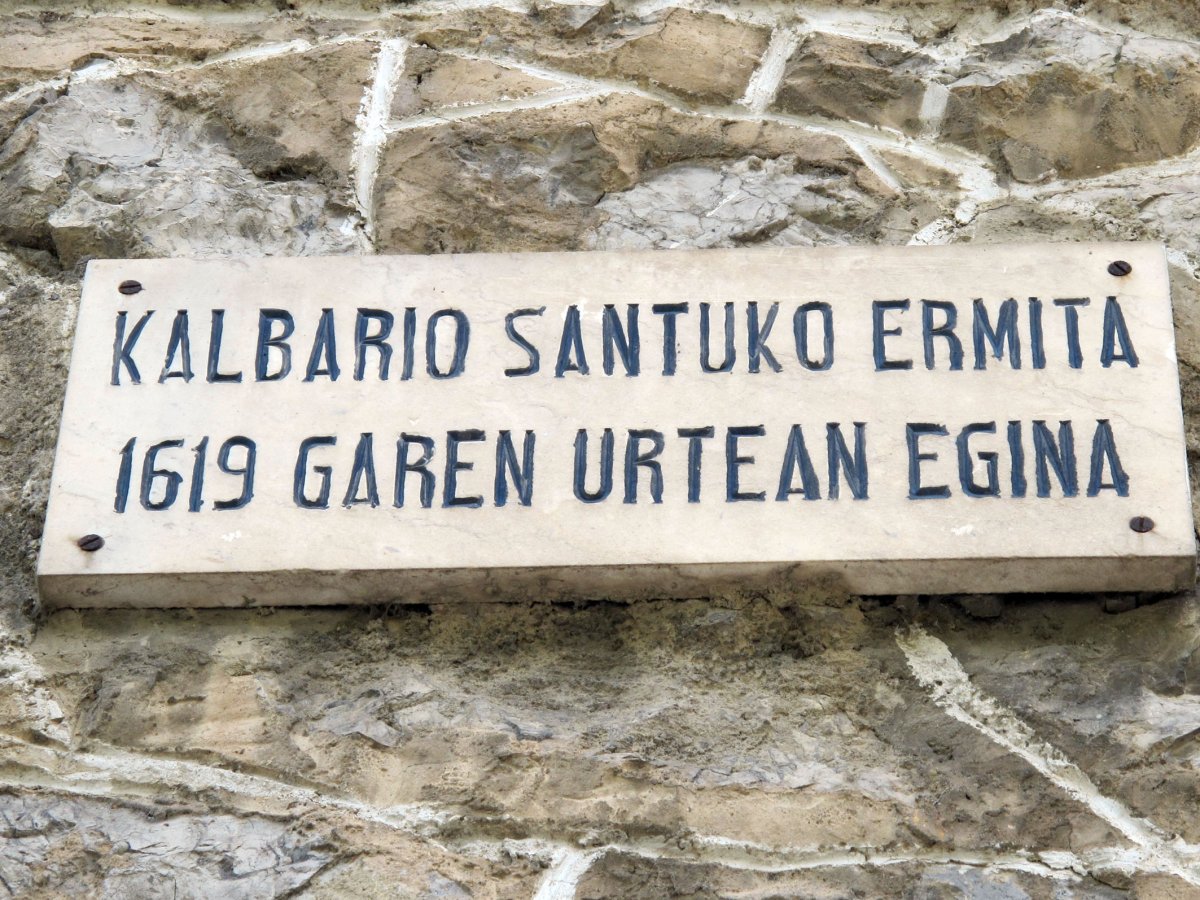 KALBARIO SANTUKO ERMITA
1619 GAREN URTEAN EGINA